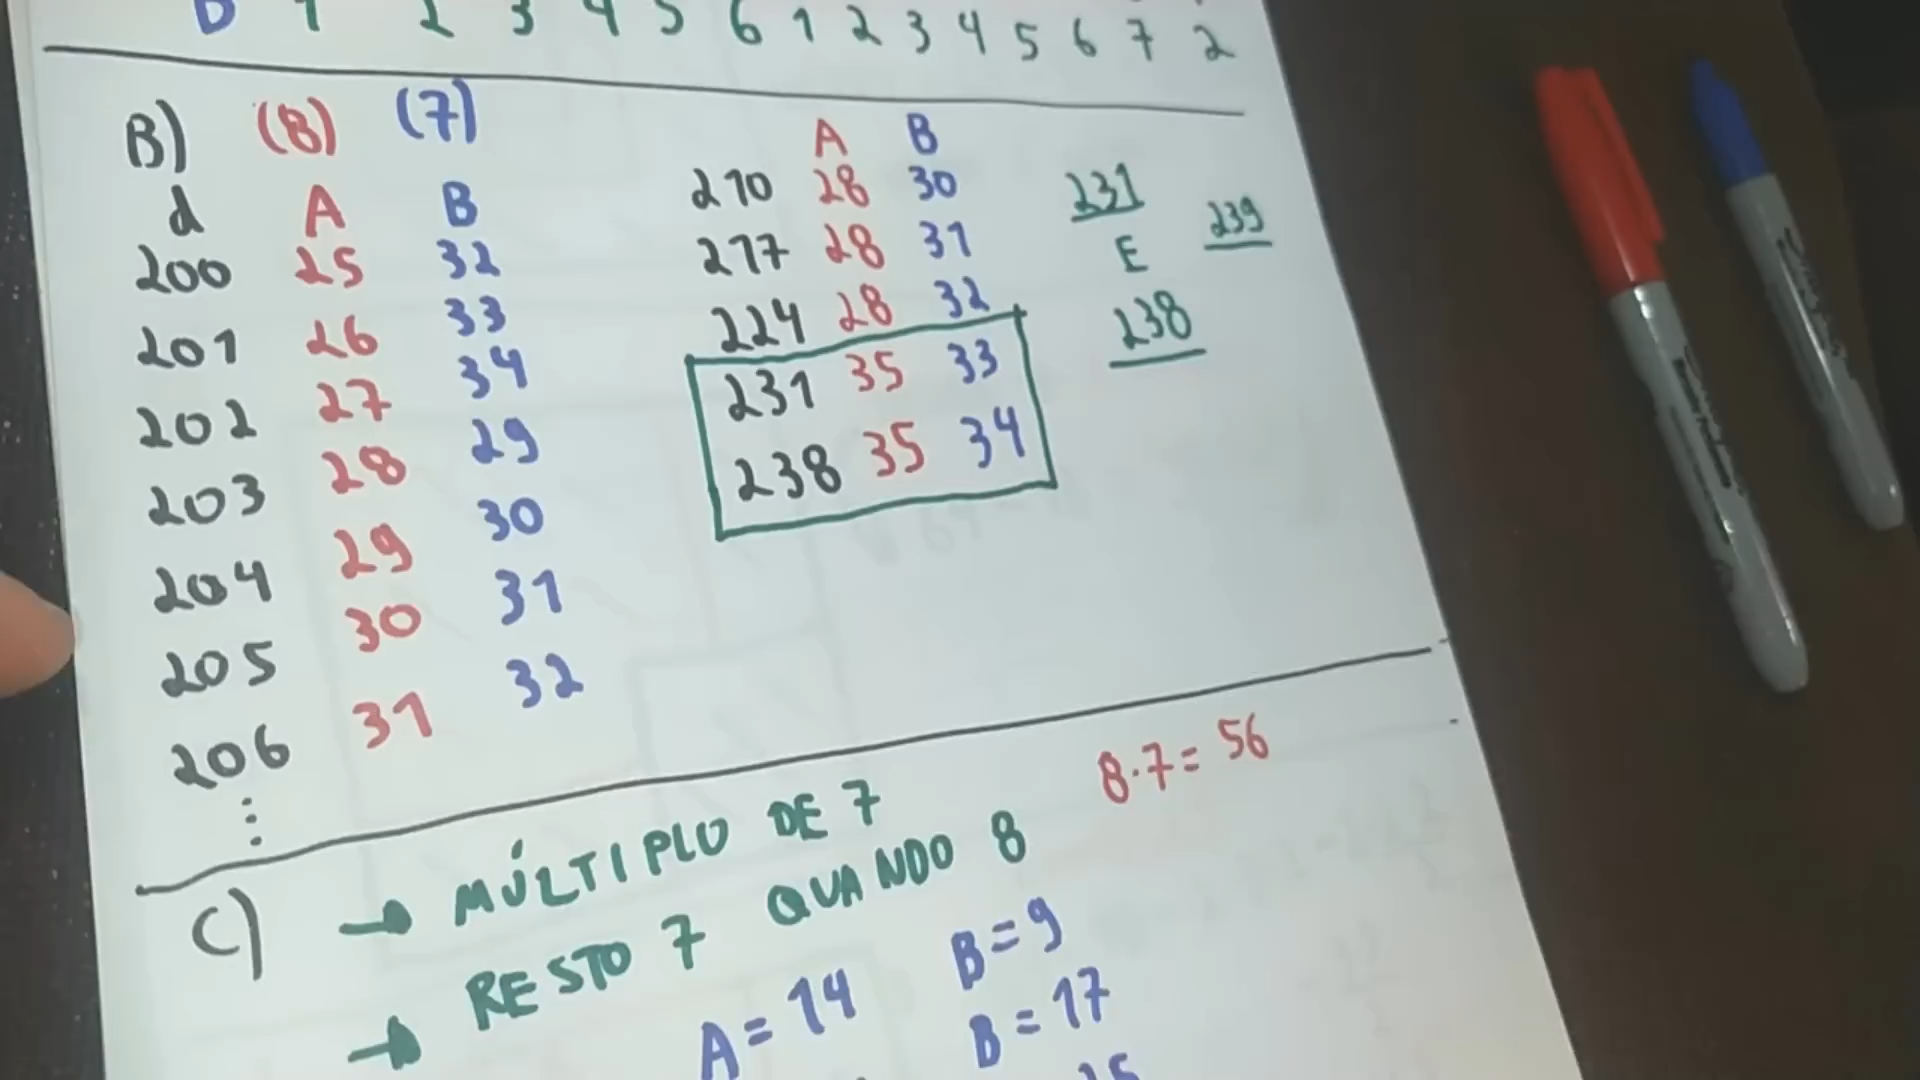 D 1 2 3 4 5 6 1 2 3 4 5 6 7 2
B) (8) (7)
d A B
200 25 32
201 26 33
202 27 34
203 28 29
204 29 30
205 30 31
206 31 32
⋮
A B
210 28 30
217 28 31
224 28 32
231 35 33
238 35 34
231
E
238
239
C) → MÚLTIPLO DE 7
→ RESTO 7 QUANDO 8
8·7=56
A=14 B=9
B=17